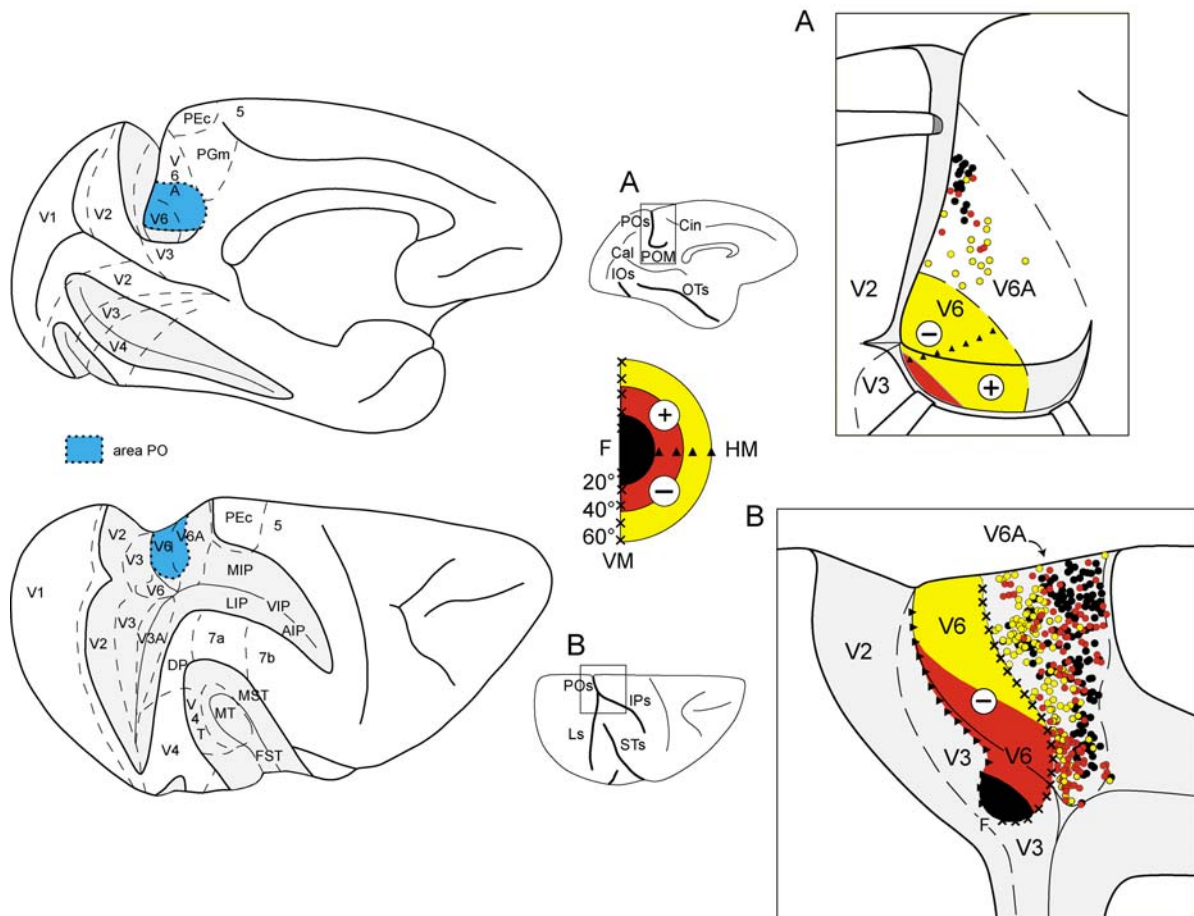 PEc
5
V
6
A
PGm
V1
V2
V6
V3
V2
V3
V4
area PO
V2
V6
V6A
PEc
5
V3
V1
V6
MIP
LIP
VIP
AIP
V3
V3A
V2
7a
7b
DP
MST
V
4
T
MT
V4
FST
A
POs
Cin
Cal
POM
IOs
OTs
+
F
HM
20°
−
40°
60°
VM
B
POs
IPs
Ls
STs
A
V2
V6
V6A
−
V3
+
B
V6A
V6
V2
−
V3
V6
F
V3